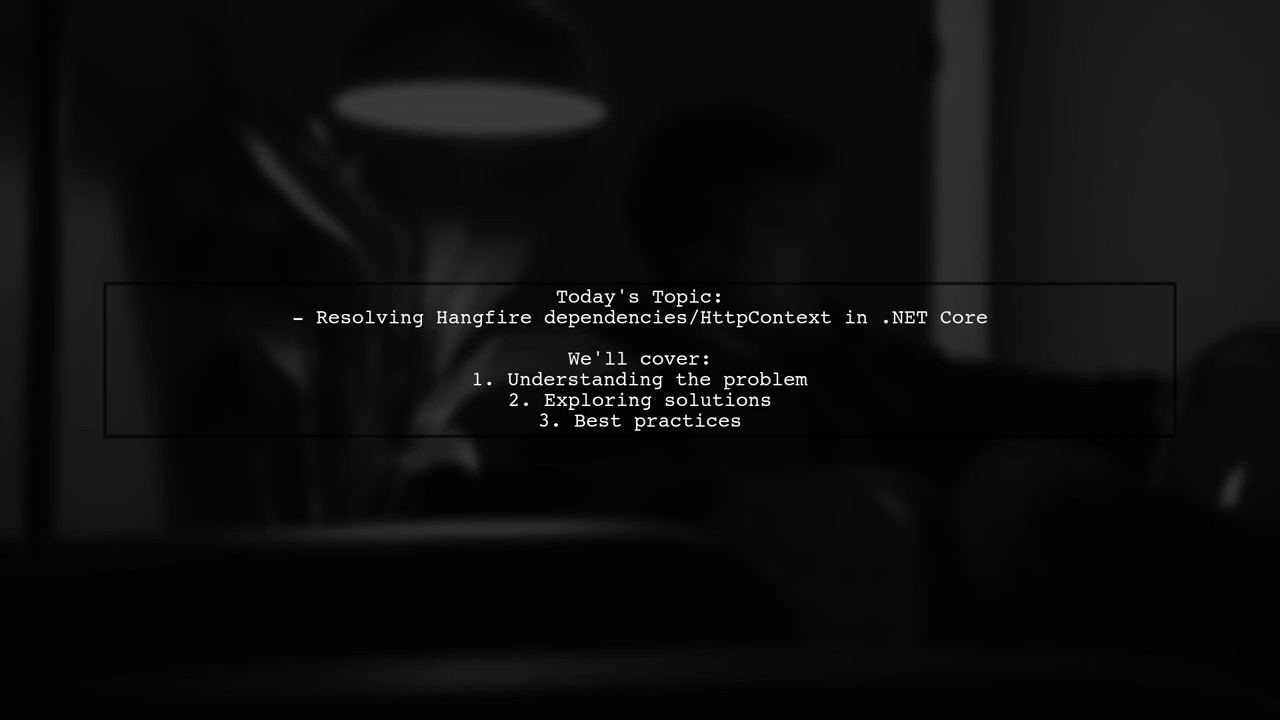 Today's Topic:
- Resolving Hangfire dependencies/HttpContext in .NET Core
We'll cover:
1. Understanding the problem
2. Exploring solutions
3. Best practices